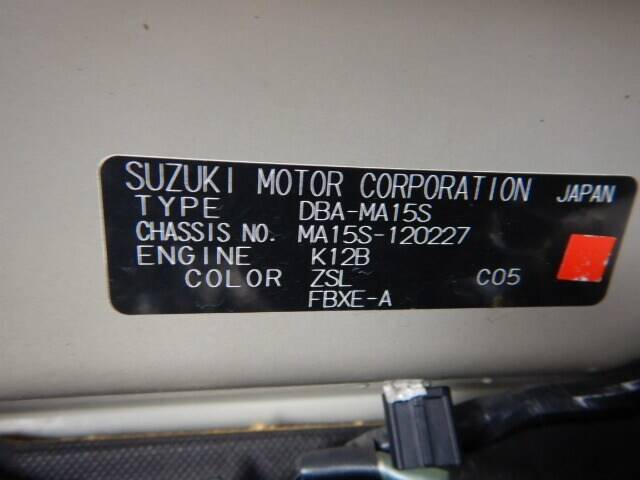 SUZUKI MOTOR CORPORATION JAPAN
TYPE DBA-MA15S
CHASSIS NO. MA15S-120227
ENGINE K12B
COLOR ZSL C05
FBXE-A